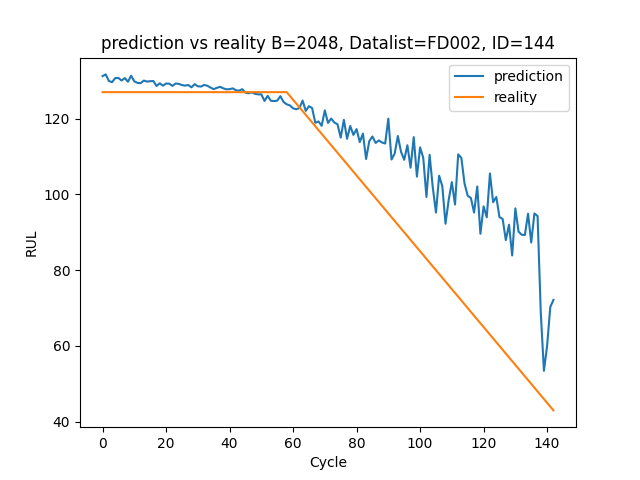 prediction vs reality B=2048, Datalist=FD002, ID=144
prediction
reality
120
100
80
60
40
RUL
0 20 40 60 80 100 120 140
Cycle